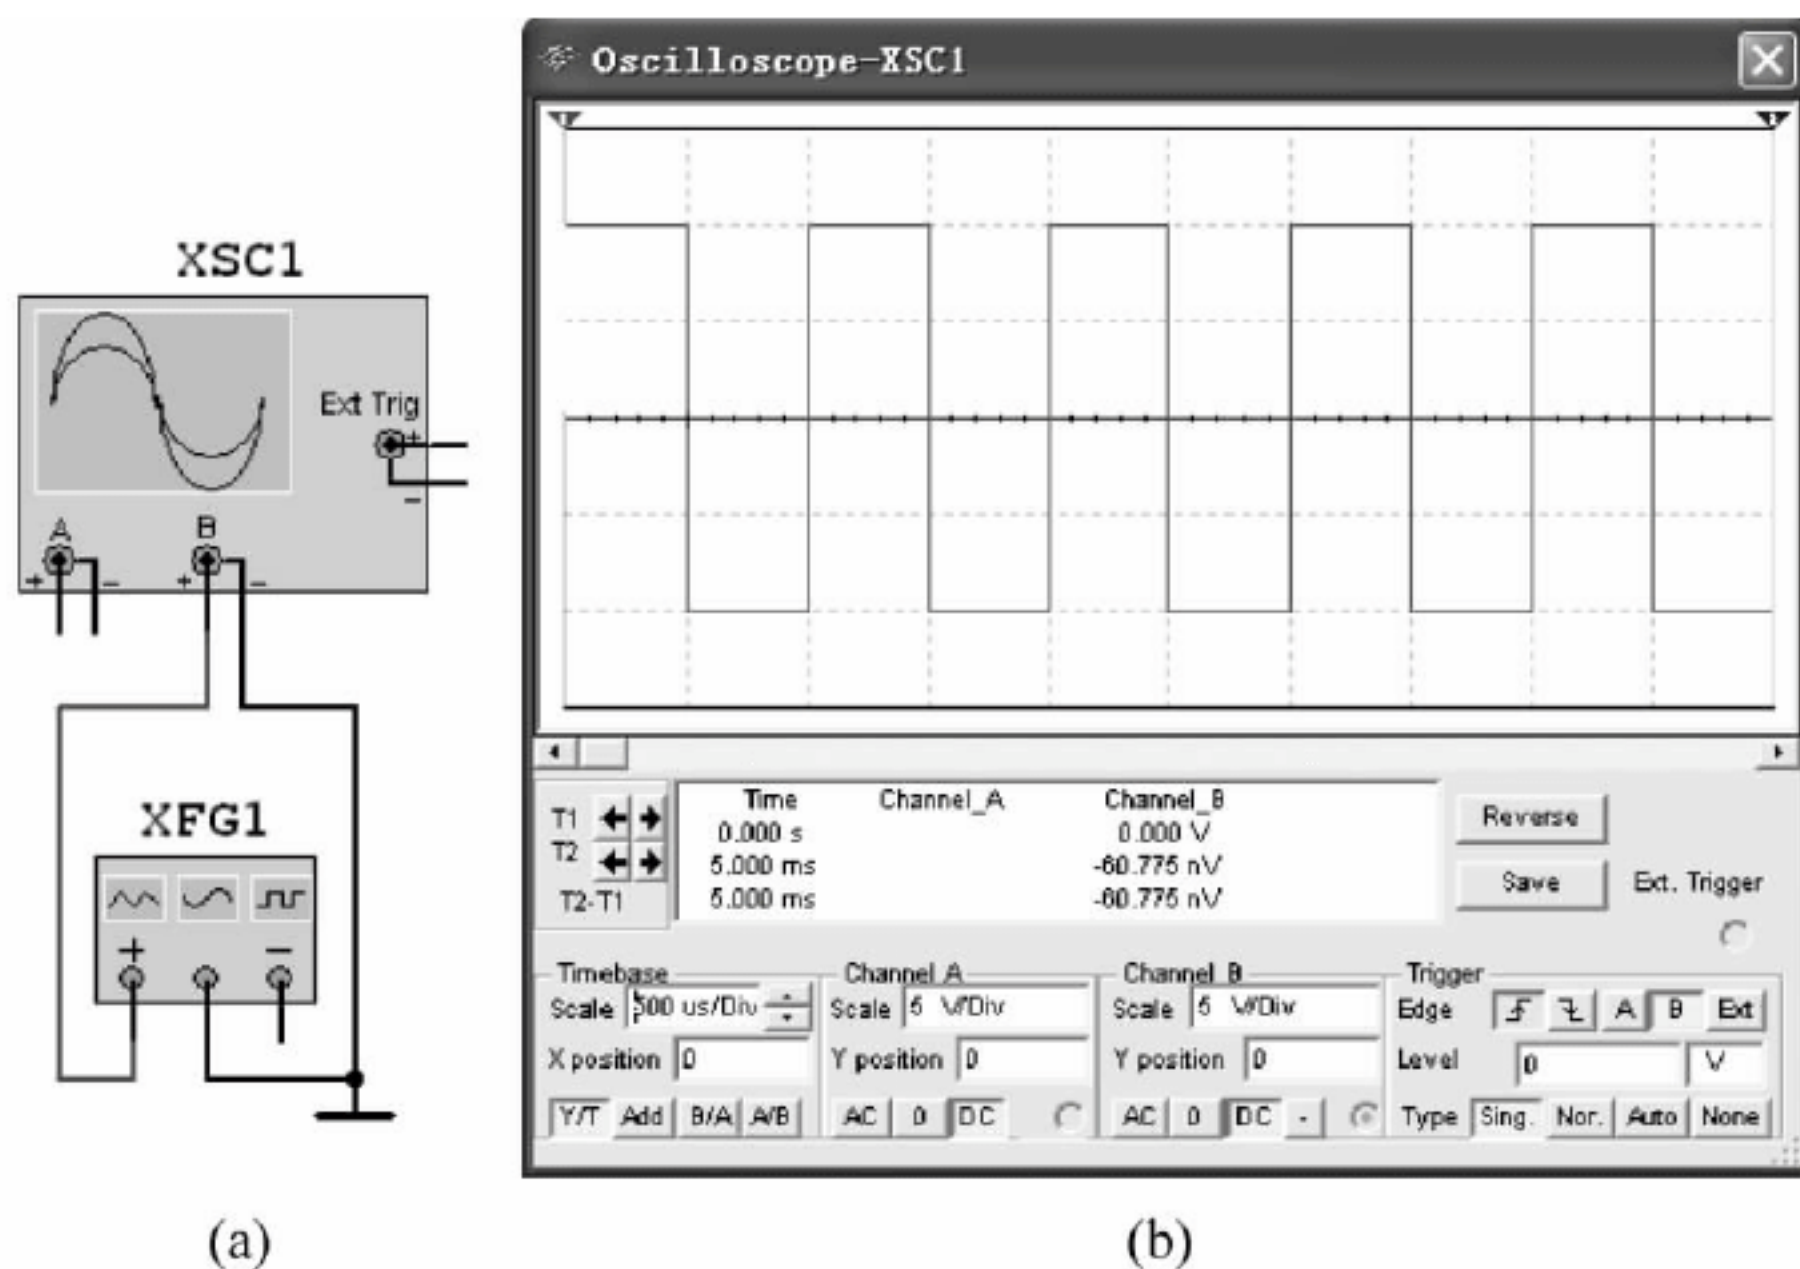 XSC1
Ext Trig
+
−
A
B
+ −
+ −
XFG1
+ −
(a)
Oscilloscope-XSC1
Time Channel_A Channel_B
T1 0.000 s 0.000 V
T2 5.000 ms -60.775 nV
T2-T1 5.000 ms -60.775 nV
Reverse
Save
Ext. Trigger
Timebase
Scale 500 us/Div
X position 0
Y/T Add B/A A/B
Channel A
Scale 5 V/Div
Y position 0
AC 0 DC
Channel B
Scale 5 V/Div
Y position 0
AC 0 DC -
Trigger
Edge A B Ext
Level 0 V
Type Sing. Nor. Auto None
(b)